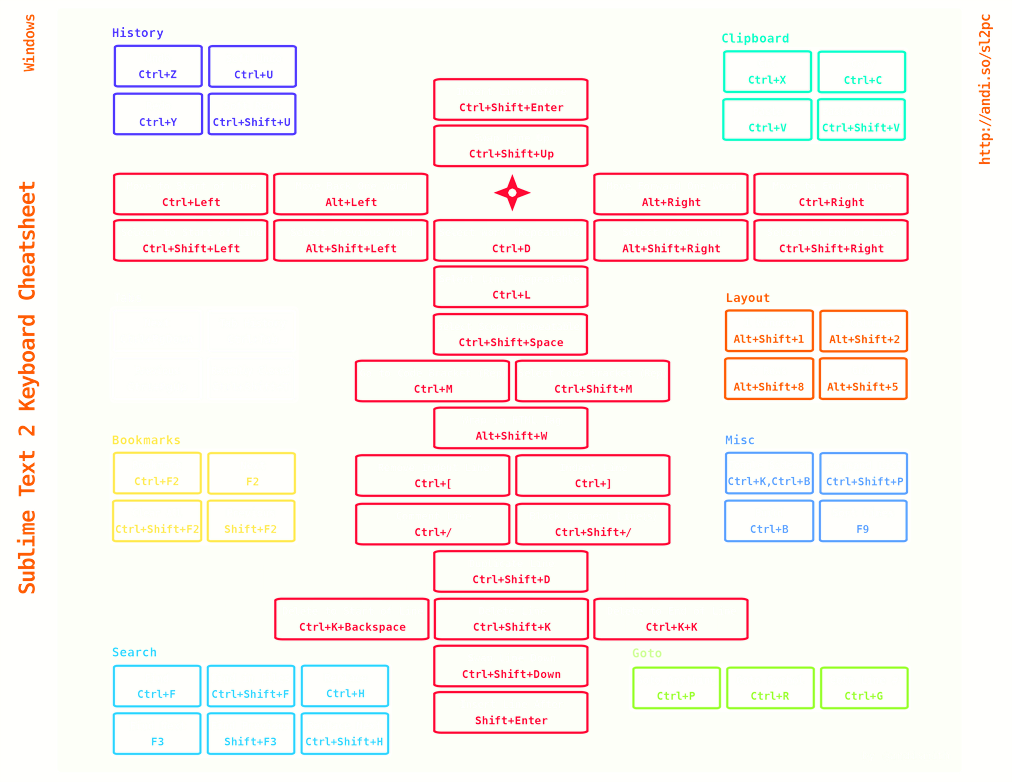 Windows
Sublime Text 2 Keyboard Cheatsheet
http://andi.so/sl2pc
History
Ctrl+Z Ctrl+U
Ctrl+Y Ctrl+Shift+U
Clipboard
Ctrl+X Ctrl+C
Ctrl+V Ctrl+Shift+V
Ctrl+Shift+Enter
Ctrl+Shift+Up
Ctrl+Left Alt+Left Alt+Right Ctrl+Right
Ctrl+Shift+Left Alt+Shift+Left Ctrl+D Alt+Shift+Right Ctrl+Shift+Right
Ctrl+L
Ctrl+Shift+Space
Ctrl+M Ctrl+Shift+M
Alt+Shift+W
Ctrl+[ Ctrl+]
Ctrl+/ Ctrl+Shift+/
Ctrl+Shift+D
Ctrl+K+Backspace Ctrl+Shift+K Ctrl+K+K
Ctrl+Shift+Down
Shift+Enter
Layout
Alt+Shift+1 Alt+Shift+2
Alt+Shift+8 Alt+Shift+5
Bookmarks
Ctrl+F2 F2
Ctrl+Shift+F2 Shift+F2
Misc
Ctrl+K,Ctrl+B Ctrl+Shift+P
Ctrl+B F9
Search
Ctrl+F Ctrl+Shift+F Ctrl+H
F3 Shift+F3 Ctrl+Shift+H
Goto
Ctrl+P Ctrl+R Ctrl+G